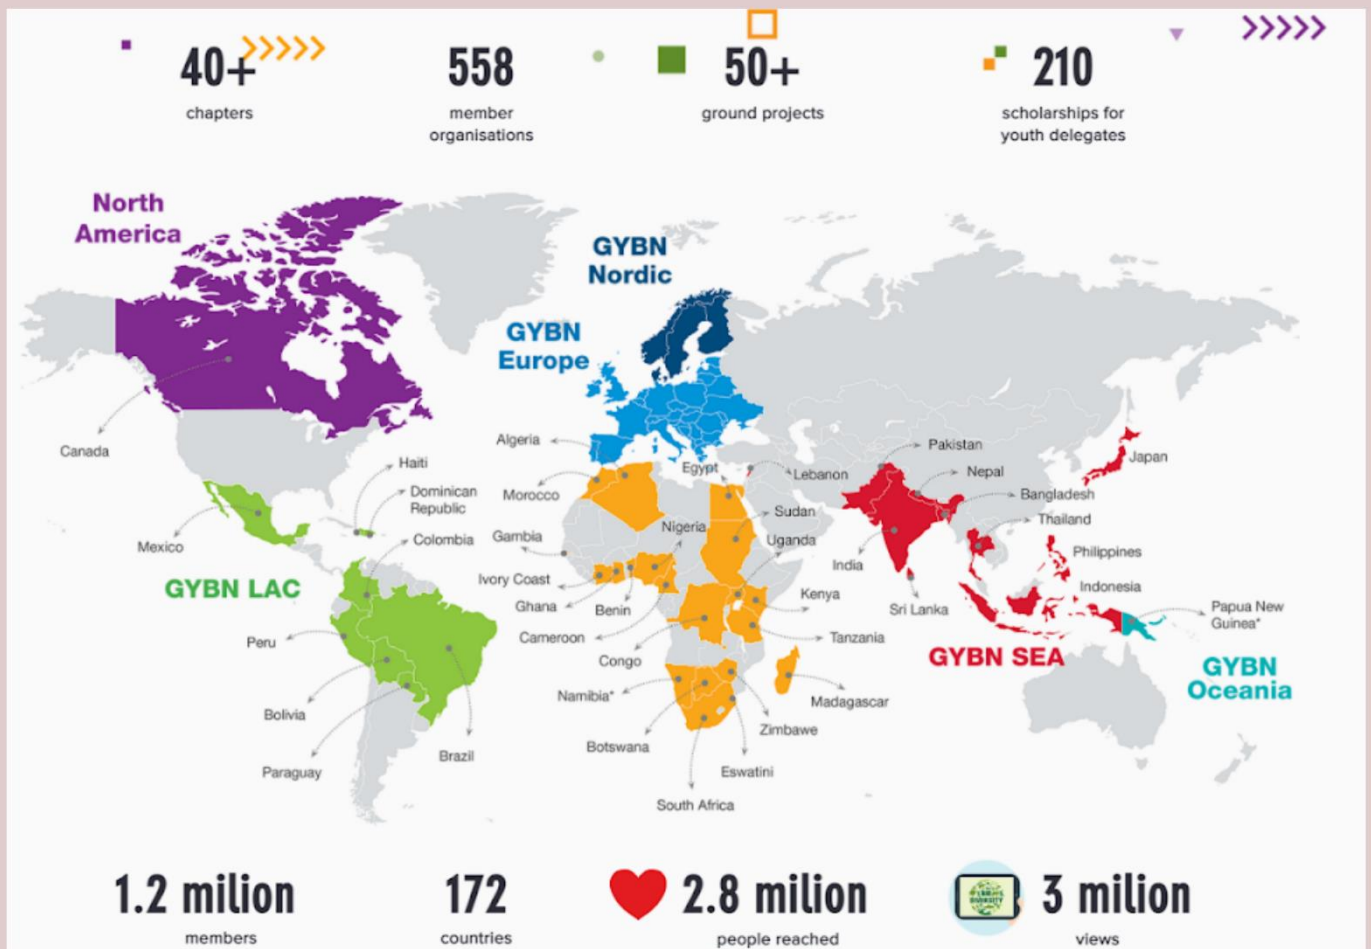 40+
chapters
558
member
organisations
50+
ground projects
210
scholarships for
youth delegates
North
America
GYBN
Nordic
GYBN
Europe
Canada
Algeria
Egypt
Lebanon
Pakistan
Japan
Haiti
Nepal
Dominican
Republic
Morocco
Bangladesh
Sudan
Thailand
Mexico
Colombia
Gambia
Nigeria
Uganda
Philippines
India
GYBN LAC
Ivory Coast
Ghana
Benin
Kenya
Sri Lanka
Indonesia
Papua New
Guinea*
Peru
Cameroon
Tanzania
GYBN SEA
Congo
GYBN
Oceania
Namibia*
Madagascar
Bolivia
Zimbawe
Botswana
Brazil
Paraguay
Eswatini
South Africa
1.2 milion
members
172
countries
2.8 milion
people reached
3 milion
views